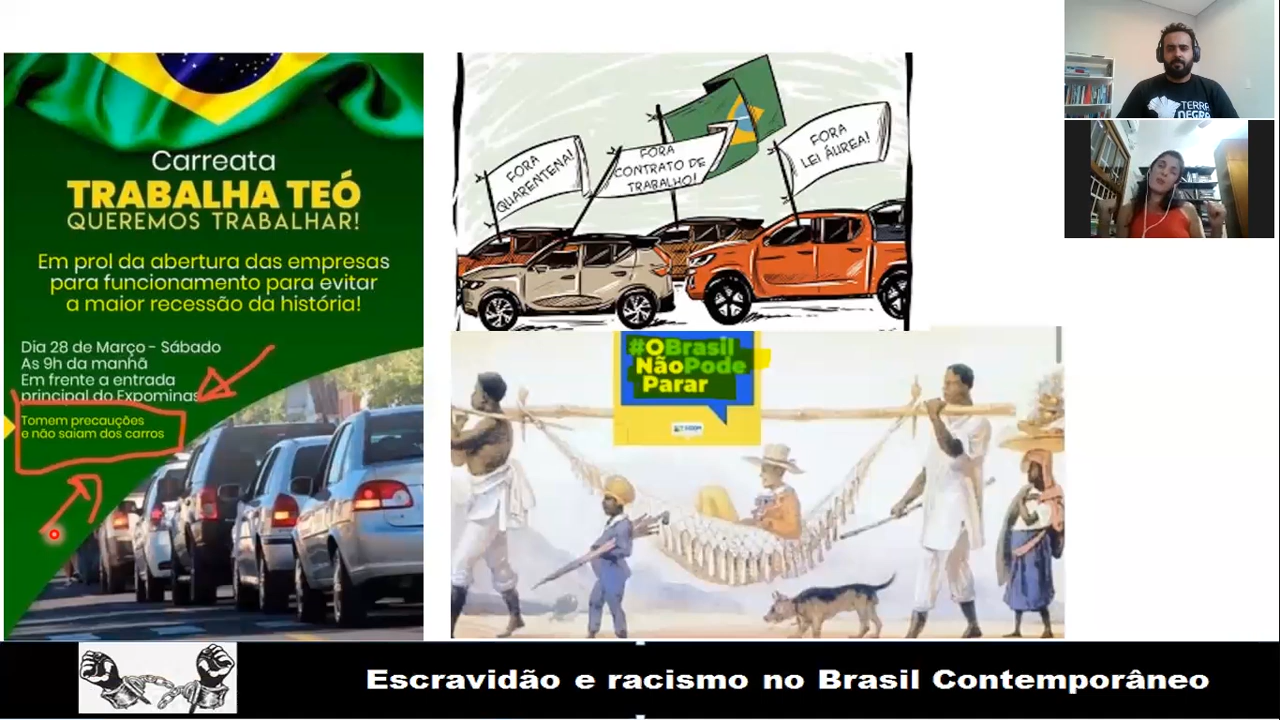 Carreata
TRABALHA TEÓ
QUEREMOS TRABALHAR!
Em prol da abertura das empresas
para funcionamento para evitar
a maior recessão da história!
Dia 28 de Março - Sábado
As 9h da manhã
Em frente a entrada
principal do Expominas
Tomem precauções
e não saiam dos carros
FORA
QUARENTENA!
FORA
CONTRATO DE
TRABALHO!
FORA
LEI ÁUREA!
#OBrasil
NãoPode
Parar
TERRA
NEGRA
Escravidão e racismo no Brasil Contemporâneo